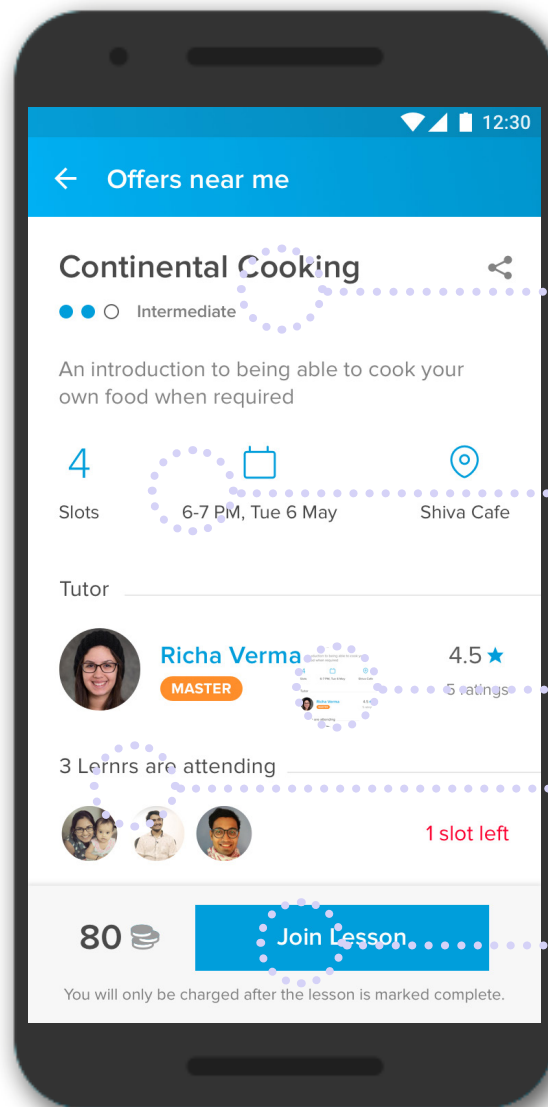 12:30
Offers near me
Continental Cooking
Intermediate
An introduction to being able to cook your
own food when required
4
Slots
6-7 PM, Tue 6 May
Shiva Cafe
Tutor
Richa Verma
4.5
MASTER
5 ratings
3 Lernrs are attending
1 slot left
80
Join Lesson
You will only be charged after the lesson is marked complete.